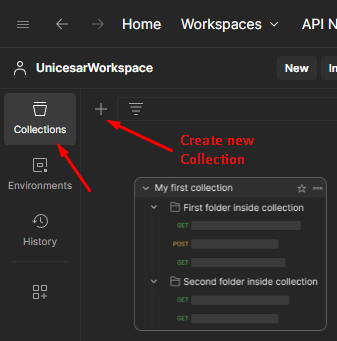 Home Workspaces API N
UnicesarWorkspace New In
Collections
Create new
Collection
Environments
History
My first collection
First folder inside collection
GET
POST
GET
Second folder inside collection
GET
GET